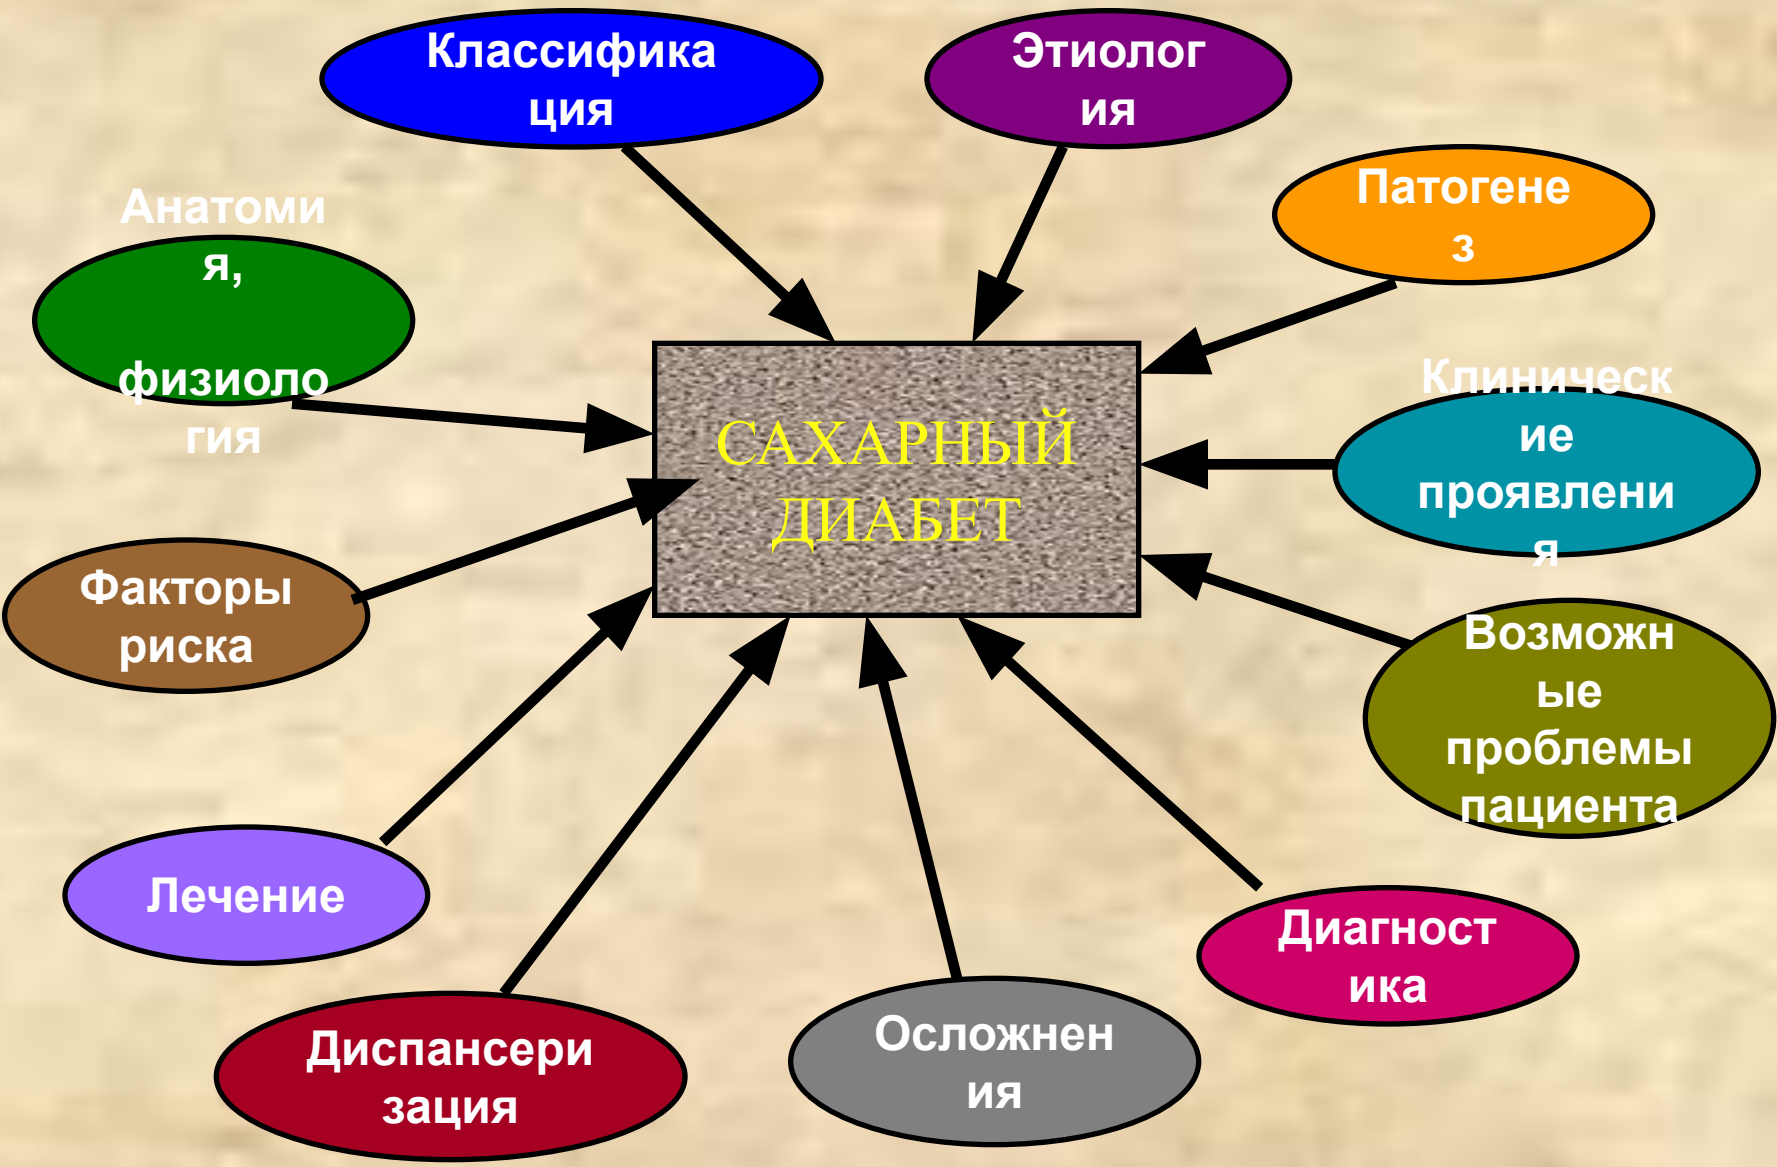 Классифика
ция
Этиолог
ия
Патогене
з
Анатоми
я,
физиоло
гия
Клиническ
ие
проявлени
я
САХАРНЫЙ
ДИАБЕТ
Факторы
риска
Возможн
ые
проблемы
пациента
Лечение
Диагност
ика
Диспансери
зация
Осложнен
ия